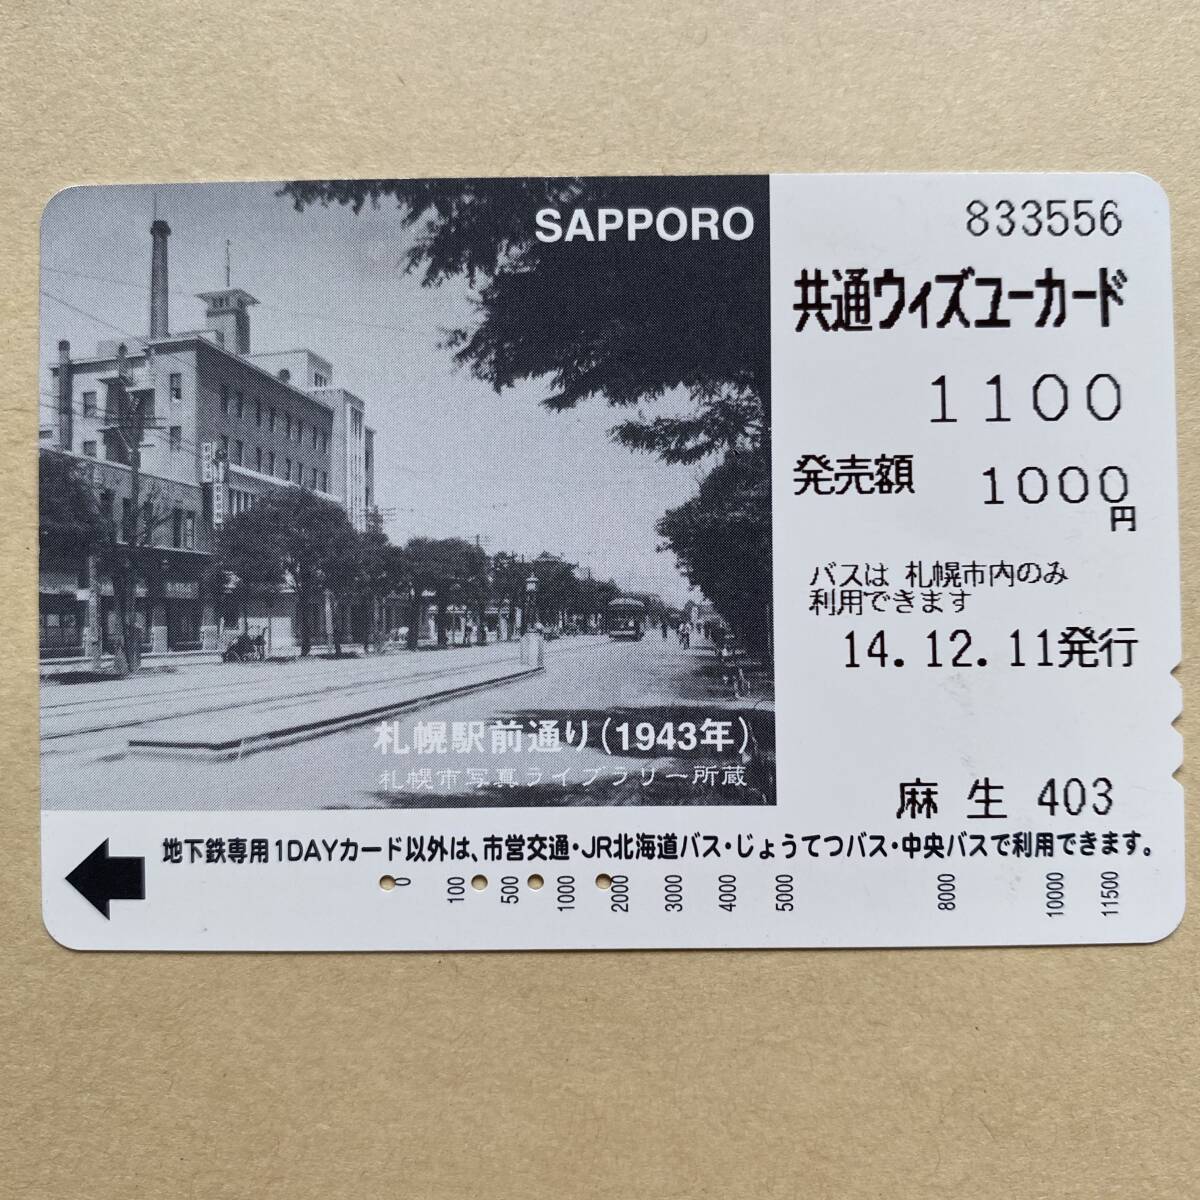 SAPPORO
833556
共通ウィズユーカード
1100
発売額 1000円
バスは 札幌市内のみ
利用できます
14.12.11発行
札幌駅前通り(1943年)
札幌市写真ライブラリー所蔵
麻生 403
地下鉄専用1DAYカード以外は、市営交通・JR北海道バス・じょうてつバス・中央バスで利用できます。
0 100 500 1000 2000 3000 4000 5000 8000 10000 11500